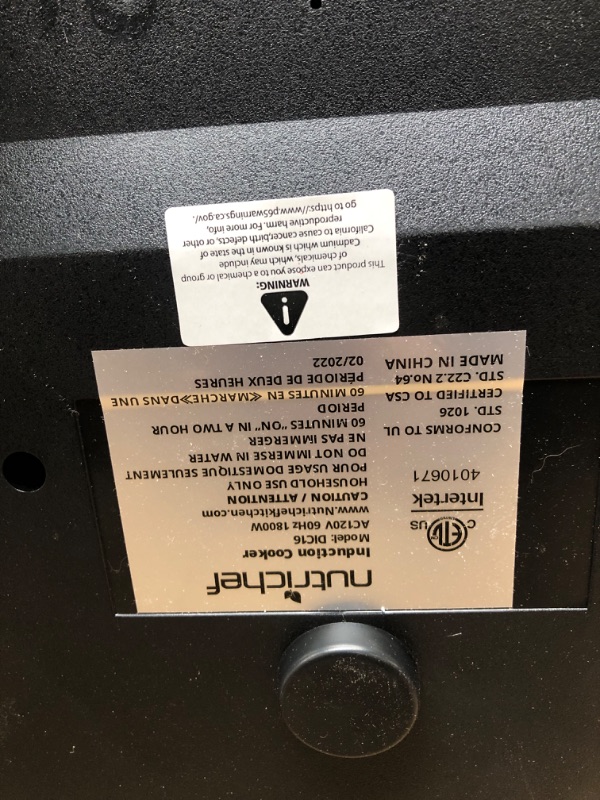 nutrichef
Induction Cooker
Model: DIC16
AC120V 60Hz 1800W
www.Nutrichefkitchen.com
CAUTION / ATTENTION
HOUSEHOLD USE ONLY
POUR USAGE DOMESTIQUE SEULEMENT
DO NOT IMMERSE IN WATER
NE PAS IMMERGER
60 MINUTES "ON" IN A TWO HOUR
PERIOD
60 MINUTES EN ≪MARCHE≫DANS UNE
PÉRIODE DE DEUX HEURES
02/2022
C ETL US
Intertek
4010671
CONFORMS TO UL
STD. 1026
CERTIFIED TO CSA
STD. C22.2 No.64
MADE IN CHINA
WARNING:
This product can expose you to a chemical or group
of chemicals, which may include
Cadmium which is known in the state of
California to cause cancer,birth defects, or other
reproductive harm. For more info,
go to https://www.p65warnings.ca.gov/.